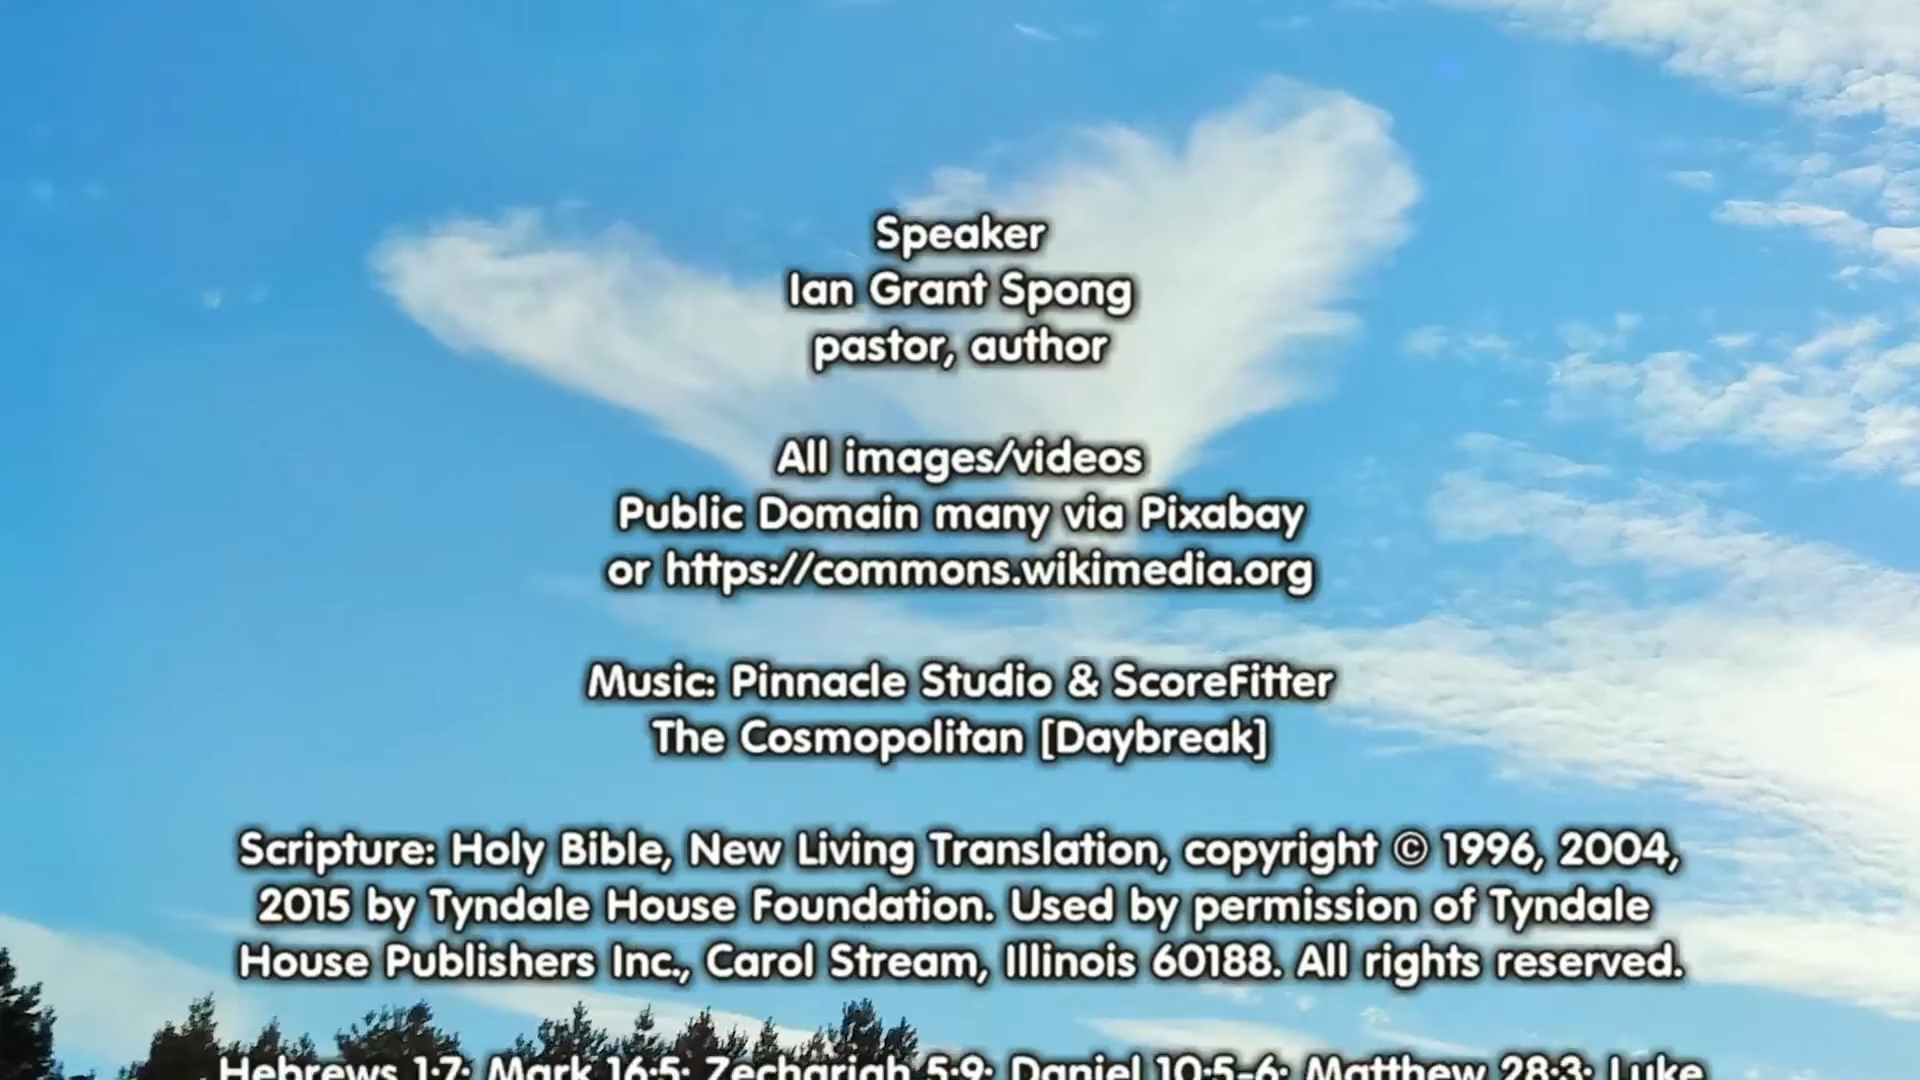 Speaker
Ian Grant Spong
pastor, author
All images/videos
Public Domain many via Pixabay
or https://commons.wikimedia.org
Music: Pinnacle Studio & ScoreFitter
The Cosmopolitan [Daybreak]
Scripture: Holy Bible, New Living Translation, copyright © 1996, 2004,
2015 by Tyndale House Foundation. Used by permission of Tyndale
House Publishers Inc., Carol Stream, Illinois 60188. All rights reserved.
Hebrews 1:7; Mark 16:5; Zechariah 5:9; Daniel 10:5-6; Matthew 28:3; Luke